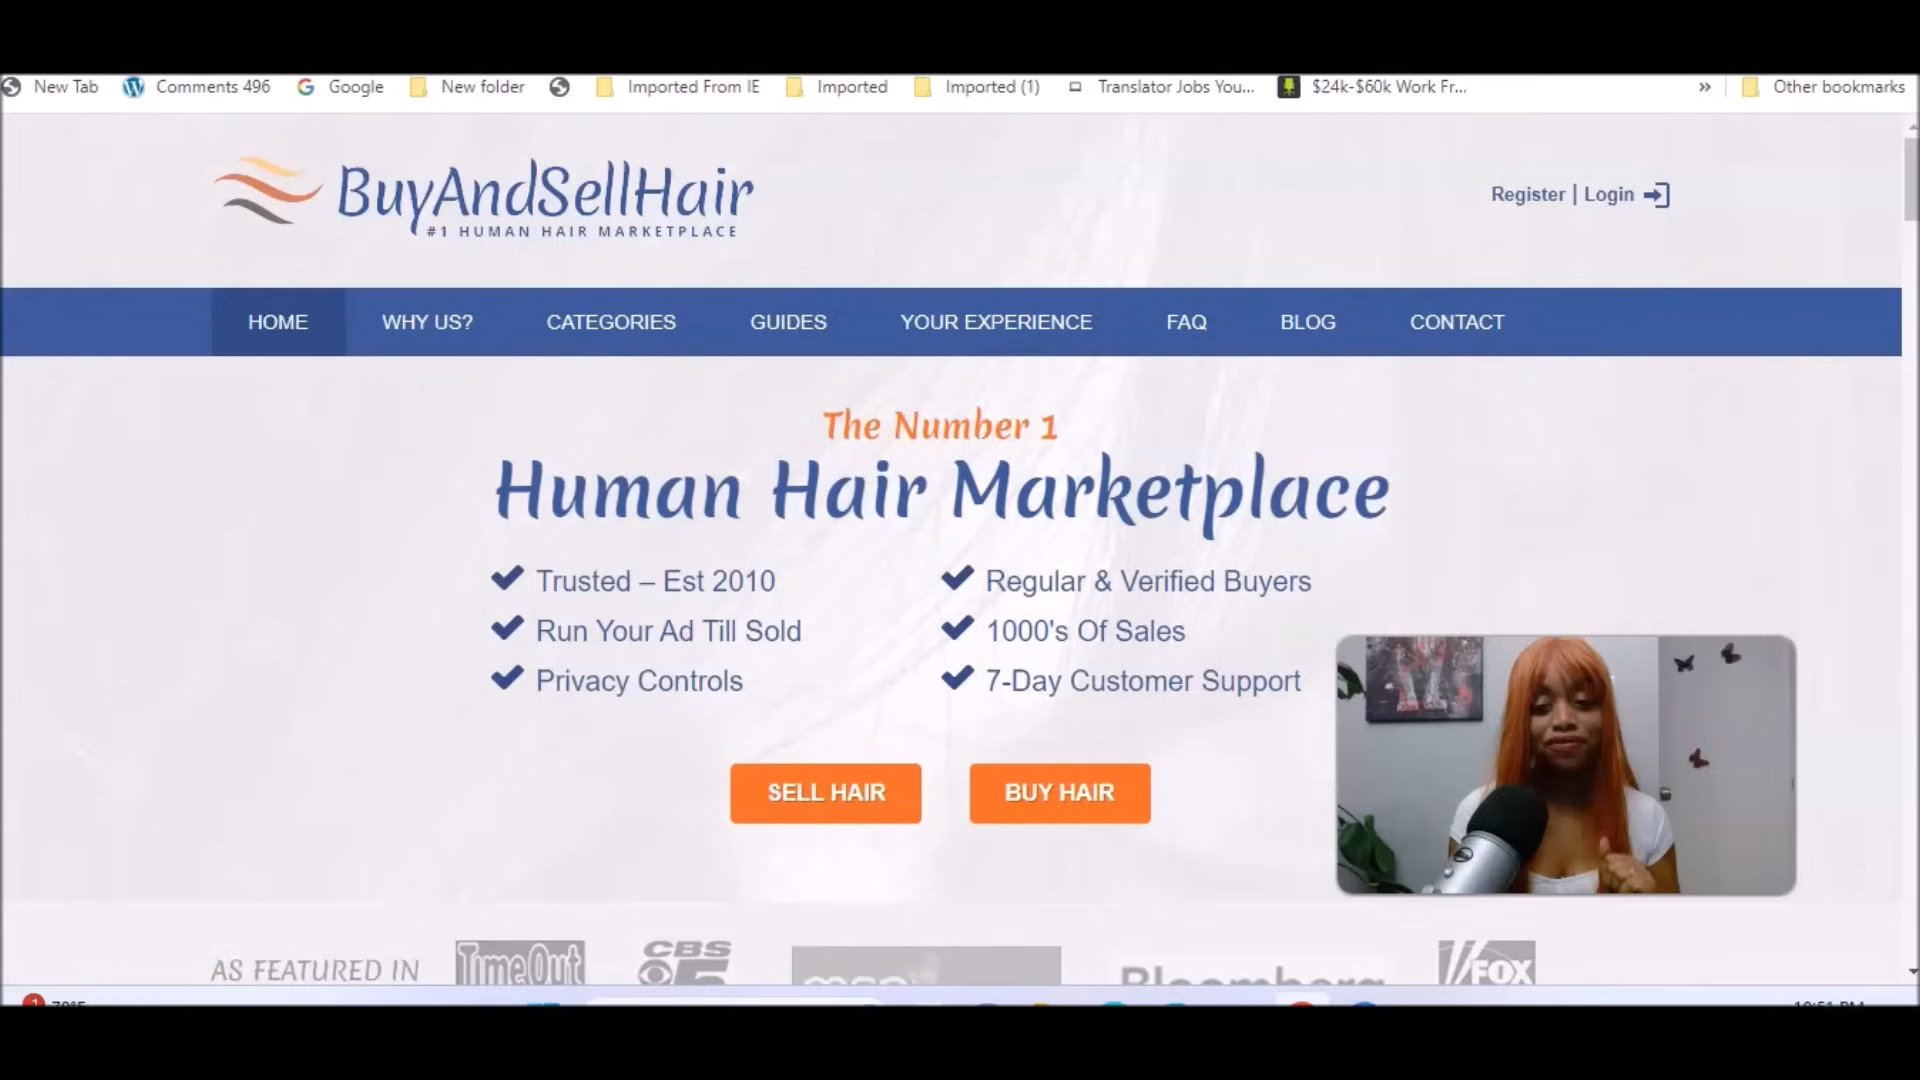 New Tab Comments 496 Google New folder Imported From IE Imported Imported (1) Translator Jobs You... $24k-$60k Work Fr... » Other bookmarks
BuyAndSellHair
#1 HUMAN HAIR MARKETPLACE
Register | Login
HOME WHY US? CATEGORIES GUIDES YOUR EXPERIENCE FAQ BLOG CONTACT
The Number 1
Human Hair Marketplace
Trusted – Est 2010
Regular & Verified Buyers
Run Your Ad Till Sold
1000's Of Sales
Privacy Controls
7-Day Customer Support
SELL HAIR BUY HAIR
AS FEATURED IN TimeOut CBS 5 msn Bloomberg FOX